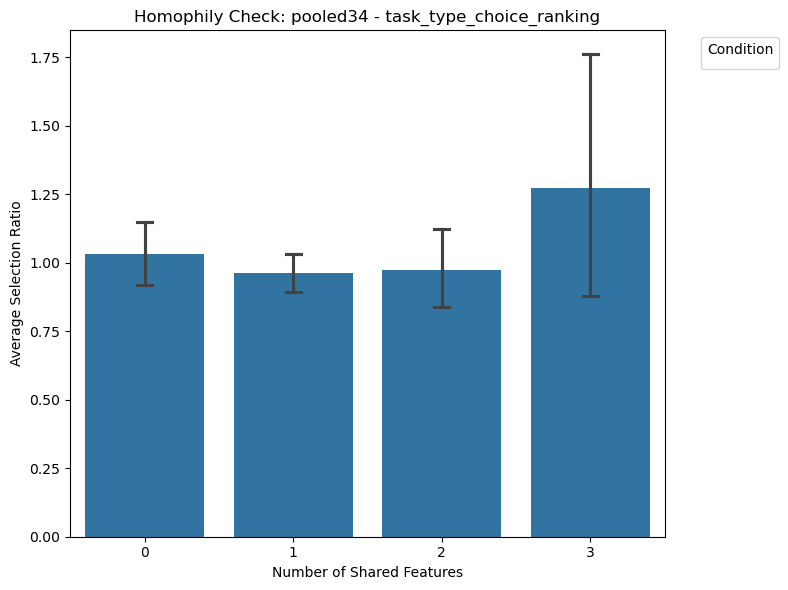 Homophily Check: pooled34 - task_type_choice_ranking
Condition
1.75
1.50
1.25
1.00
0.75
0.50
0.25
0.00
Average Selection Ratio
0 1 2 3
Number of Shared Features